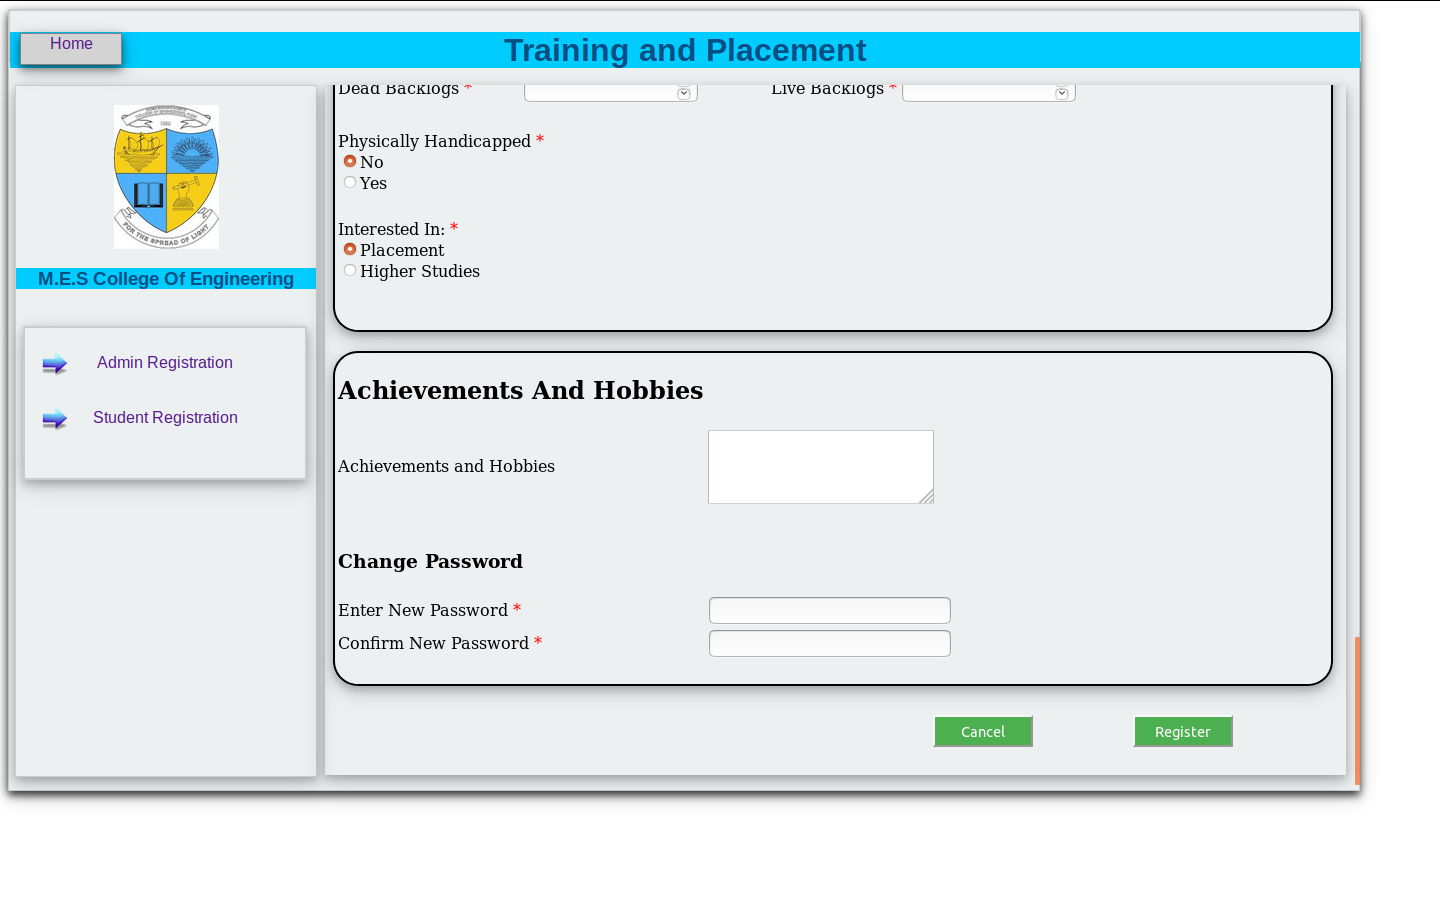 Home
Training and Placement
Dead Backlogs *
Live Backlogs *
Physically Handicapped *
No
Yes
Interested In: *
Placement
Higher Studies
1999
FOR THE SPREAD OF LIGHT
M.E.S College Of Engineering
Admin Registration
Student Registration
Achievements And Hobbies
Achievements and Hobbies
Change Password
Enter New Password *
Confirm New Password *
Cancel
Register